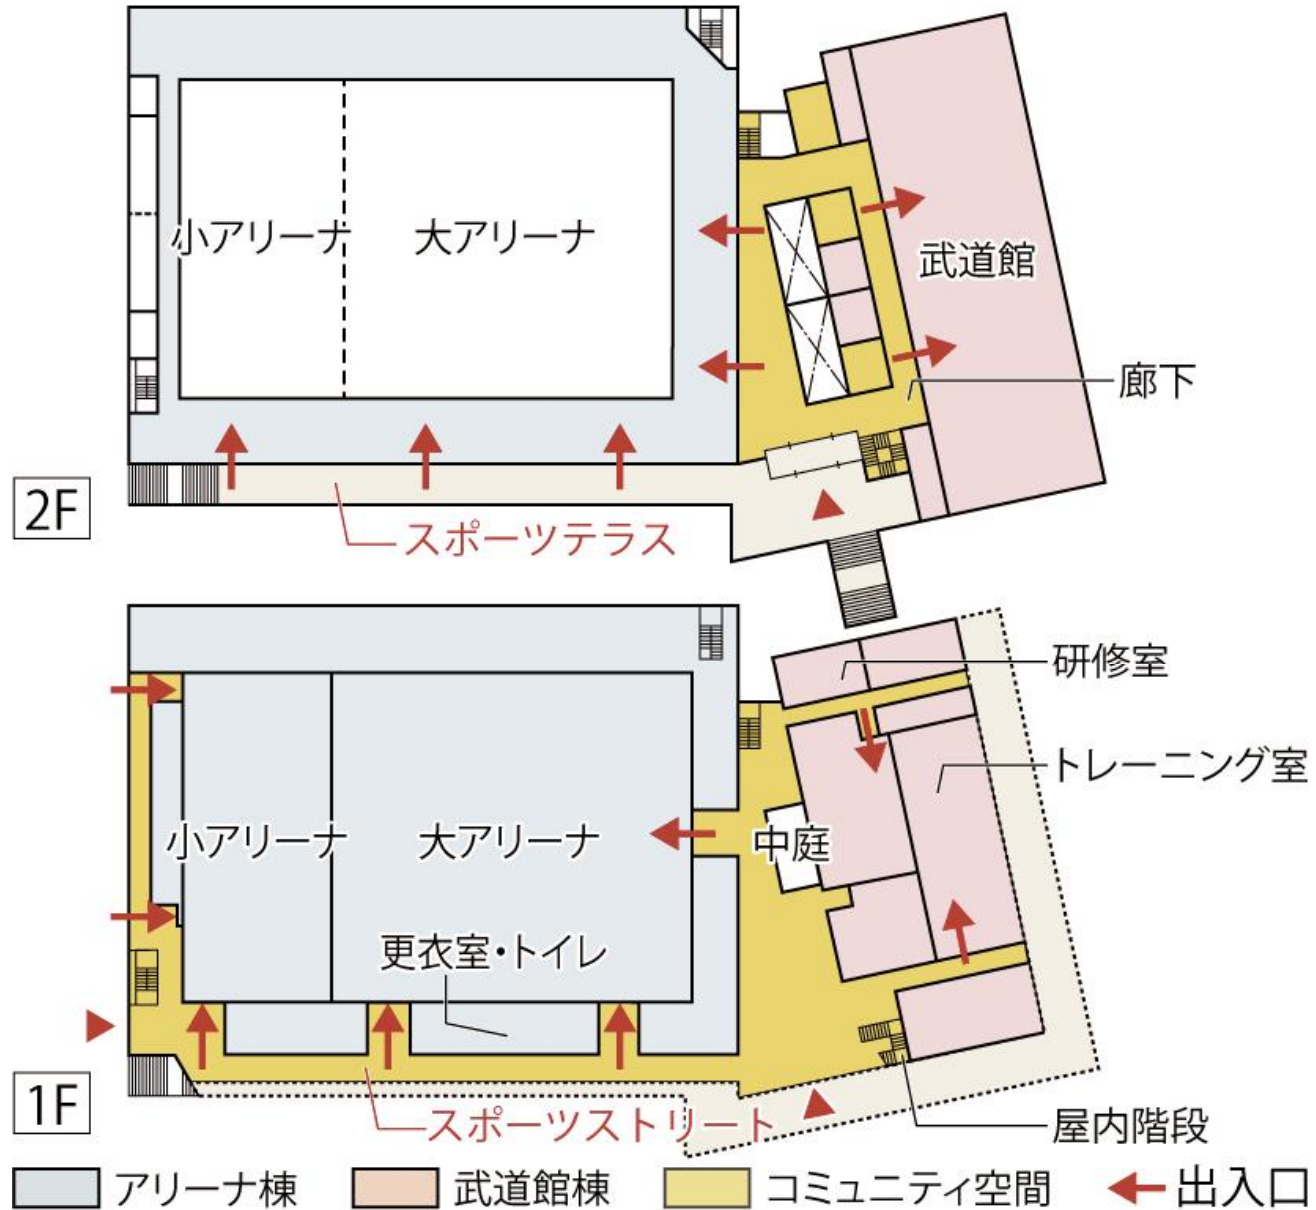 小アリーナ
大アリーナ
武道館
廊下
2F
スポーツテラス
研修室
トレーニング室
小アリーナ
大アリーナ
中庭
更衣室・トイレ
1F
スポーツストリート
屋内階段
アリーナ棟
武道館棟
コミュニティ空間
出入口